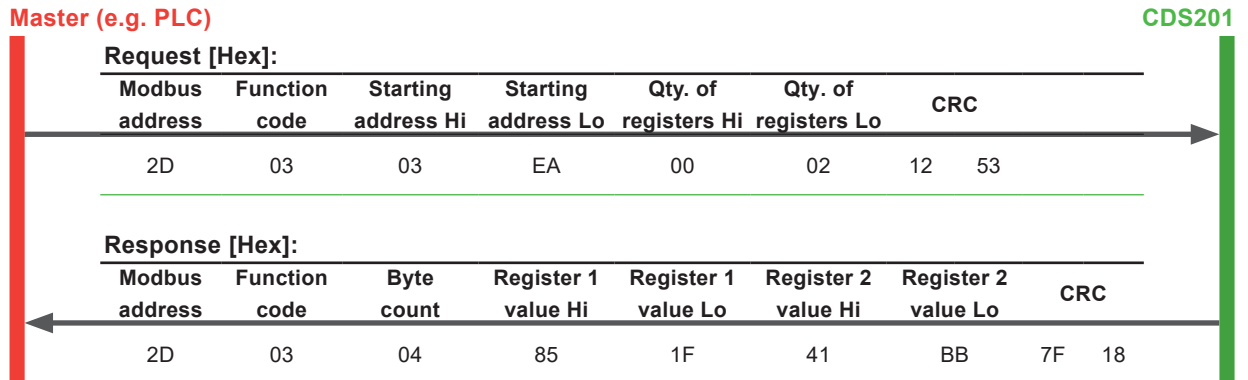 Master (e.g. PLC) CDS201
Request [Hex]:
Modbus Function Starting Starting Qty. of Qty. of CRC
address code address Hi address Lo registers Hi registers Lo
2D 03 03 EA 00 02 12 53
Response [Hex]:
Modbus Function Byte Register 1 Register 1 Register 2 Register 2 CRC
address code count value Hi value Lo value Hi value Lo
2D 03 04 85 1F 41 BB 7F 18